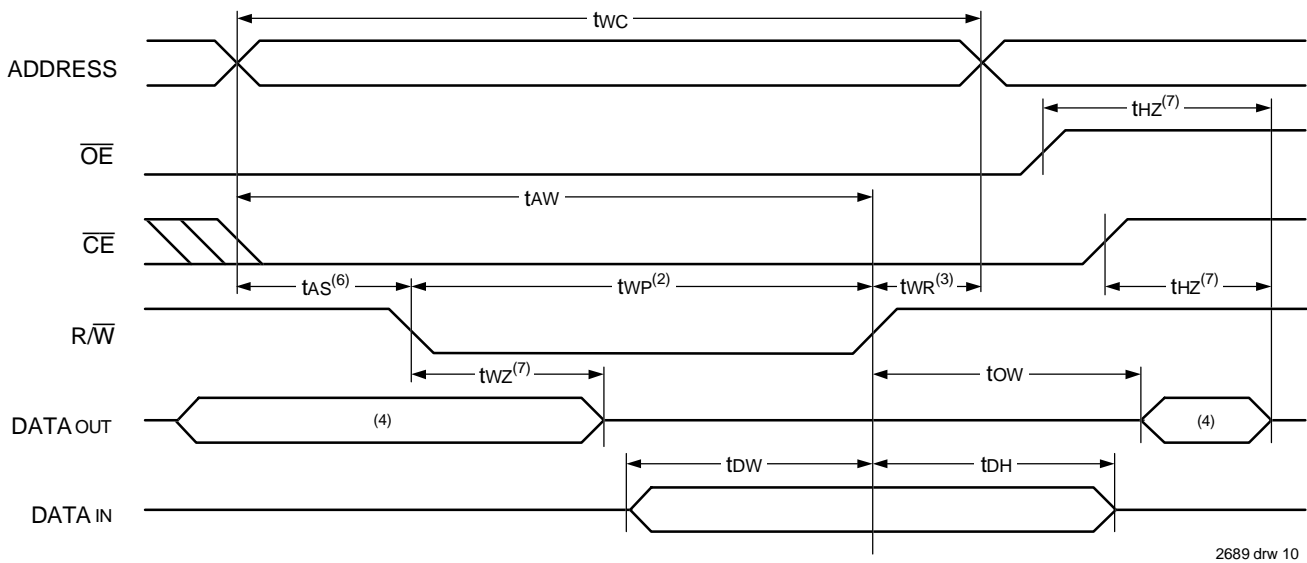 tWC
ADDRESS
tHZ(7)
OE
tAW
CE
tAS(6) tWP(2) tWR(3)
tHZ(7)
R/W
tWZ(7) tOW
DATA OUT (4) (4)
tDW tDH
DATA IN
2689 drw 10